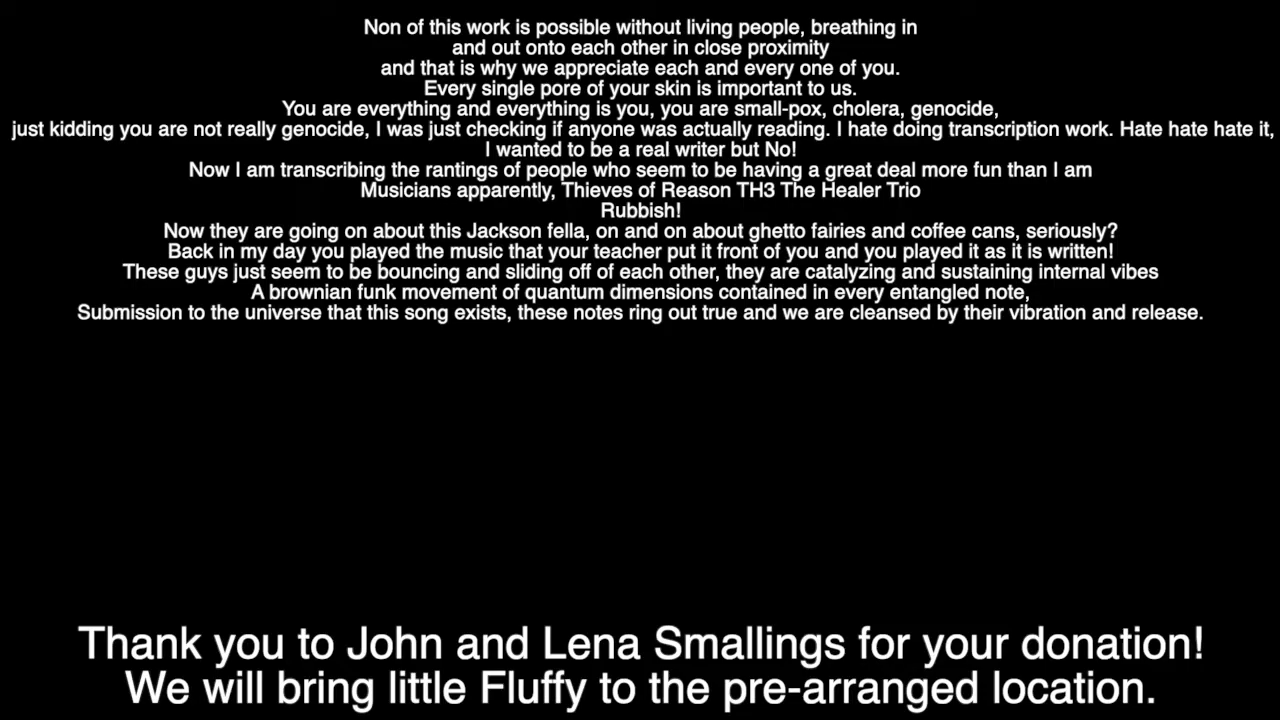 Non of this work is possible without living people, breathing in
and out onto each other in close proximity
and that is why we appreciate each and every one of you.
Every single pore of your skin is important to us.
You are everything and everything is you, you are small-pox, cholera, genocide,
just kidding you are not really genocide, I was just checking if anyone was actually reading. I hate doing transcription work. Hate hate hate it,
I wanted to be a real writer but No!
Now I am transcribing the rantings of people who seem to be having a great deal more fun than I am
Musicians apparently, Thieves of Reason TH3 The Healer Trio
Rubbish!
Now they are going on about this Jackson fella, on and on about ghetto fairies and coffee cans, seriously?
Back in my day you played the music that your teacher put it front of you and you played it as it is written!
These guys just seem to be bouncing and sliding off of each other, they are catalyzing and sustaining internal vibes
A brownian funk movement of quantum dimensions contained in every entangled note,
Submission to the universe that this song exists, these notes ring out true and we are cleansed by their vibration and release.
Thank you to John and Lena Smallings for your donation!
We will bring little Fluffy to the pre-arranged location.